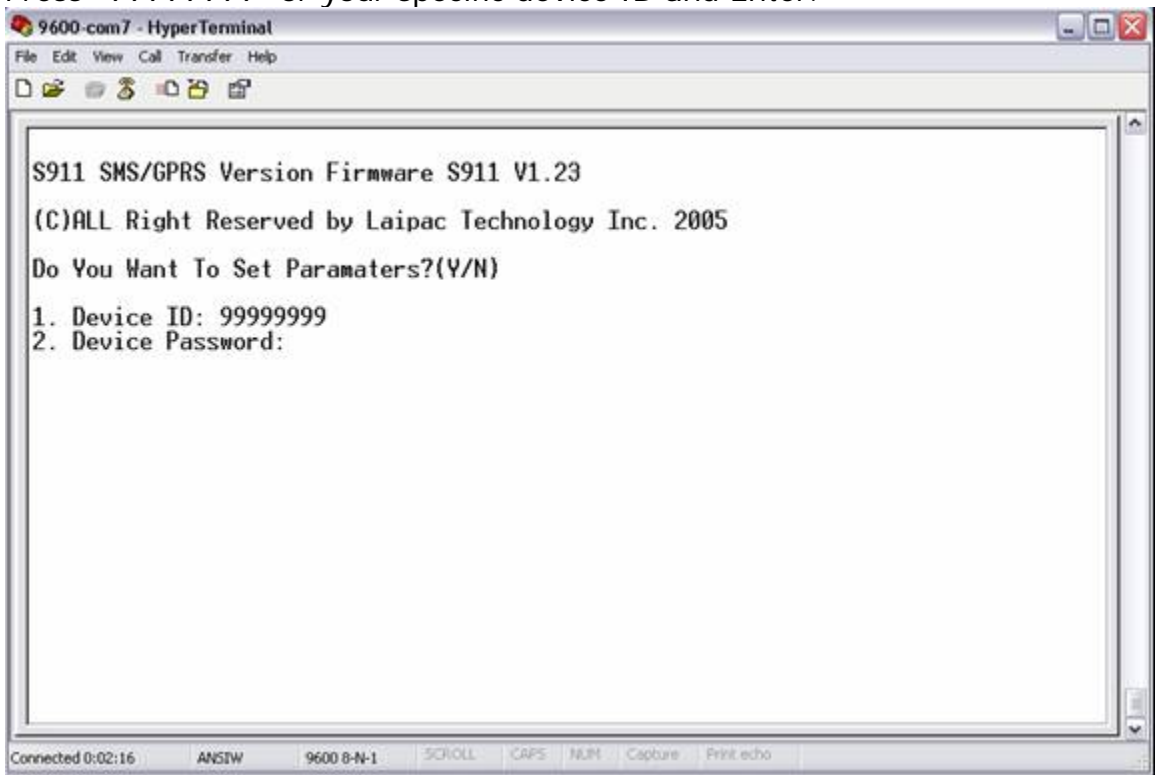 9600-com7 - HyperTerminal
File Edit View Call Transfer Help
S911 SMS/GPRS Version Firmware S911 V1.23
(C)ALL Right Reserved by Laipac Technology Inc. 2005
Do You Want To Set Paramaters?(Y/N)
1. Device ID: 99999999
2. Device Password:
Connected 0:02:16 ANSIW 9600 8-N-1 SCROLL CAPS NUM Capture Print echo